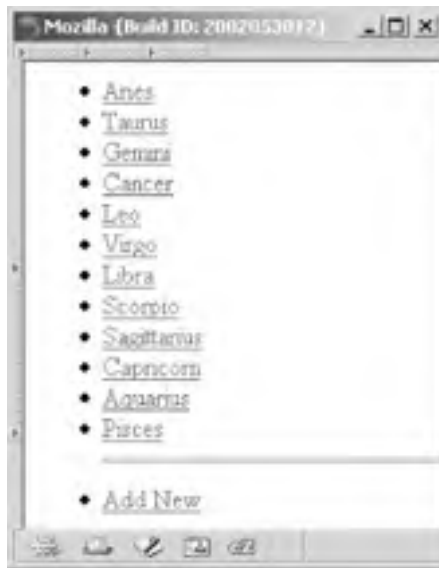 Mozilla {Build ID: 2002053012}
Aries
Taurus
Gemini
Cancer
Leo
Virgo
Libra
Scorpio
Sagittarius
Capricorn
Aquarius
Pisces
Add New